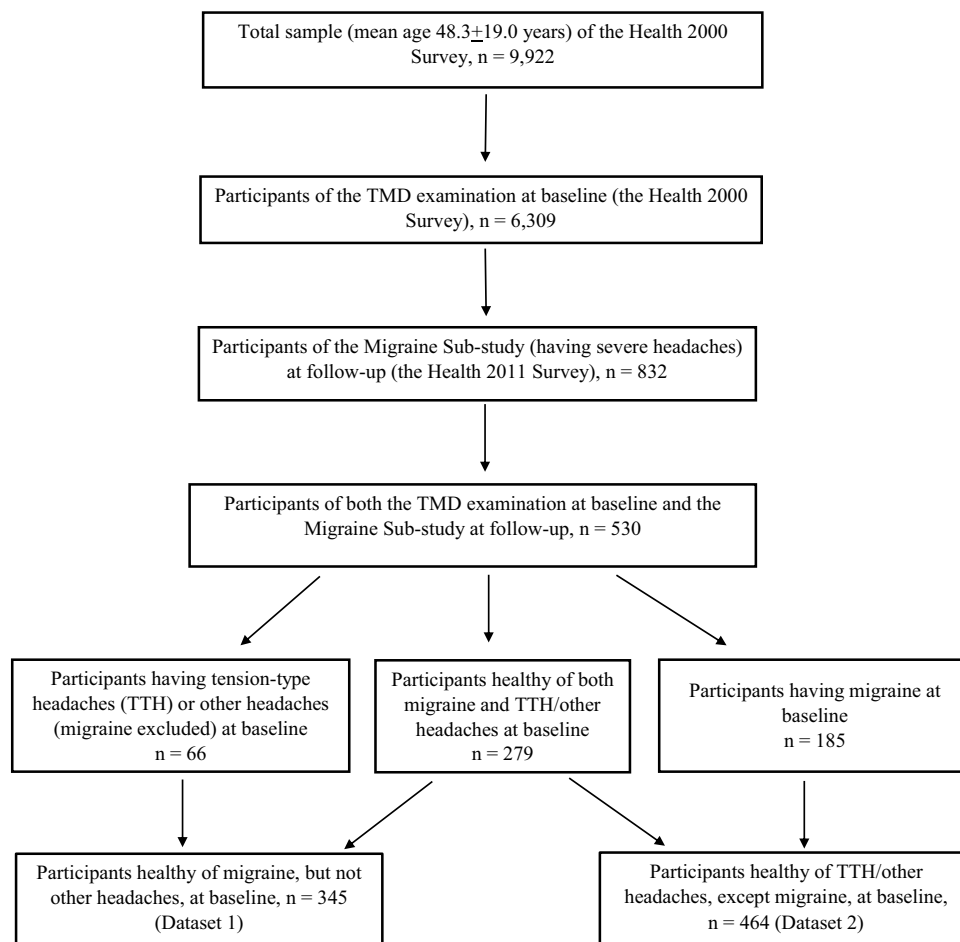 Total sample (mean age 48.3±19.0 years) of the Health 2000
Survey, n = 9,922
Participants of the TMD examination at baseline (the Health 2000
Survey), n = 6,309
Participants of the Migraine Sub-study (having severe headaches)
at follow-up (the Health 2011 Survey), n = 832
Participants of both the TMD examination at baseline and the
Migraine Sub-study at follow-up, n = 530
Participants having tension-type
headaches (TTH) or other headaches
(migraine excluded) at baseline
n = 66
Participants healthy of both
migraine and TTH/other
headaches at baseline
n = 279
Participants having migraine at
baseline
n = 185
Participants healthy of migraine, but not
other headaches, at baseline, n = 345
(Dataset 1)
Participants healthy of TTH/other
headaches, except migraine, at baseline,
n = 464 (Dataset 2)